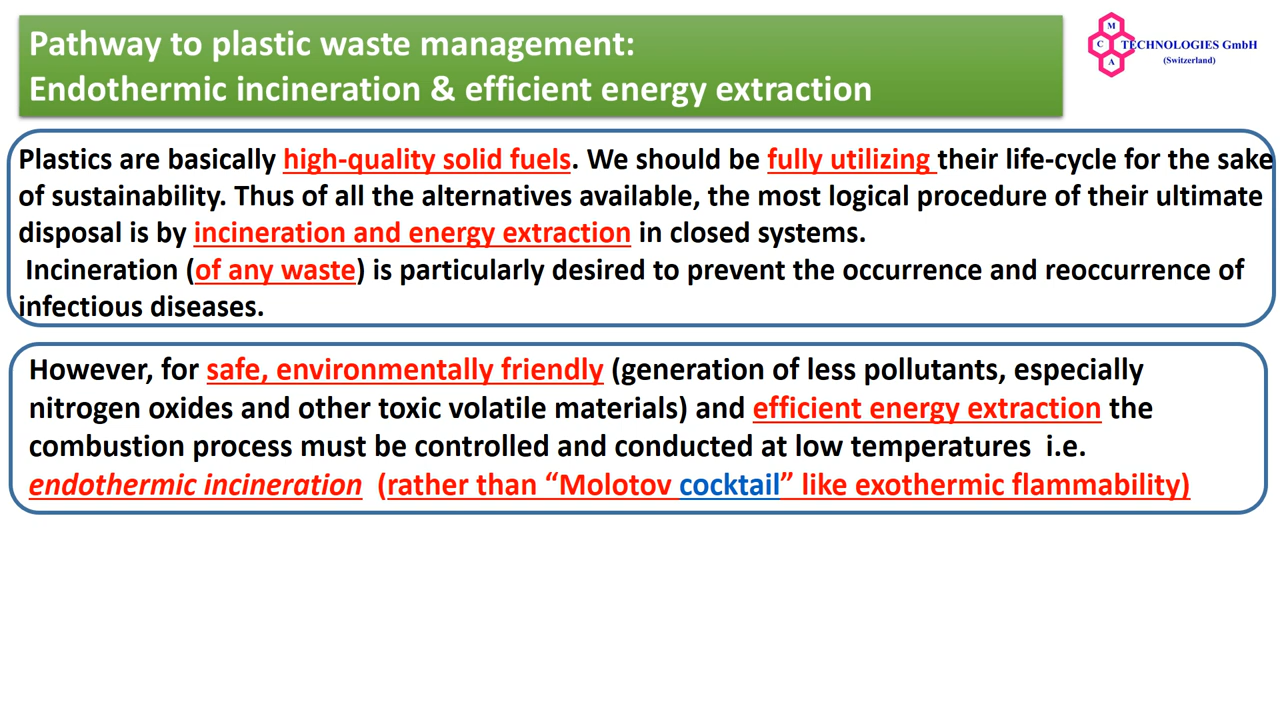 Pathway to plastic waste management:
Endothermic incineration & efficient energy extraction
M
C
A
TECHNOLOGIES GmbH
(Switzerland)
Plastics are basically high-quality solid fuels. We should be fully utilizing their life-cycle for the sake
of sustainability. Thus of all the alternatives available, the most logical procedure of their ultimate
disposal is by incineration and energy extraction in closed systems.
Incineration (of any waste) is particularly desired to prevent the occurrence and reoccurrence of
infectious diseases.
However, for safe, environmentally friendly (generation of less pollutants, especially
nitrogen oxides and other toxic volatile materials) and efficient energy extraction the
combustion process must be controlled and conducted at low temperatures i.e.
endothermic incineration (rather than “Molotov cocktail” like exothermic flammability)